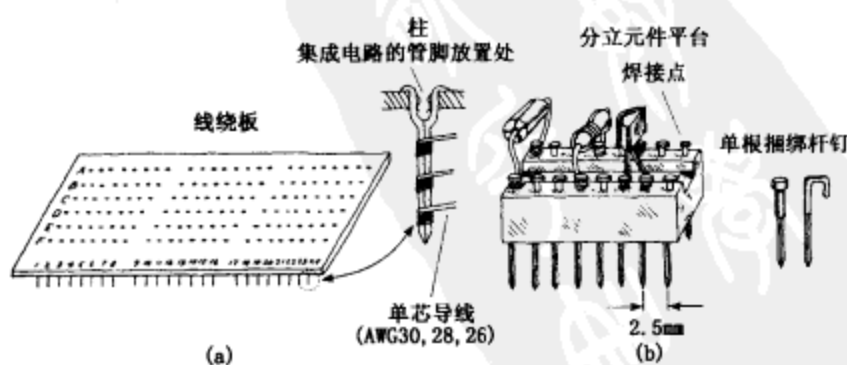 柱
集成电路的管脚放置处
线绕板
A
B
C
D
E
F
单芯导线
(AWG30, 28, 26)
(a)
分立元件平台
焊接点
单根捆绑杆钉
2.5mm
(b)